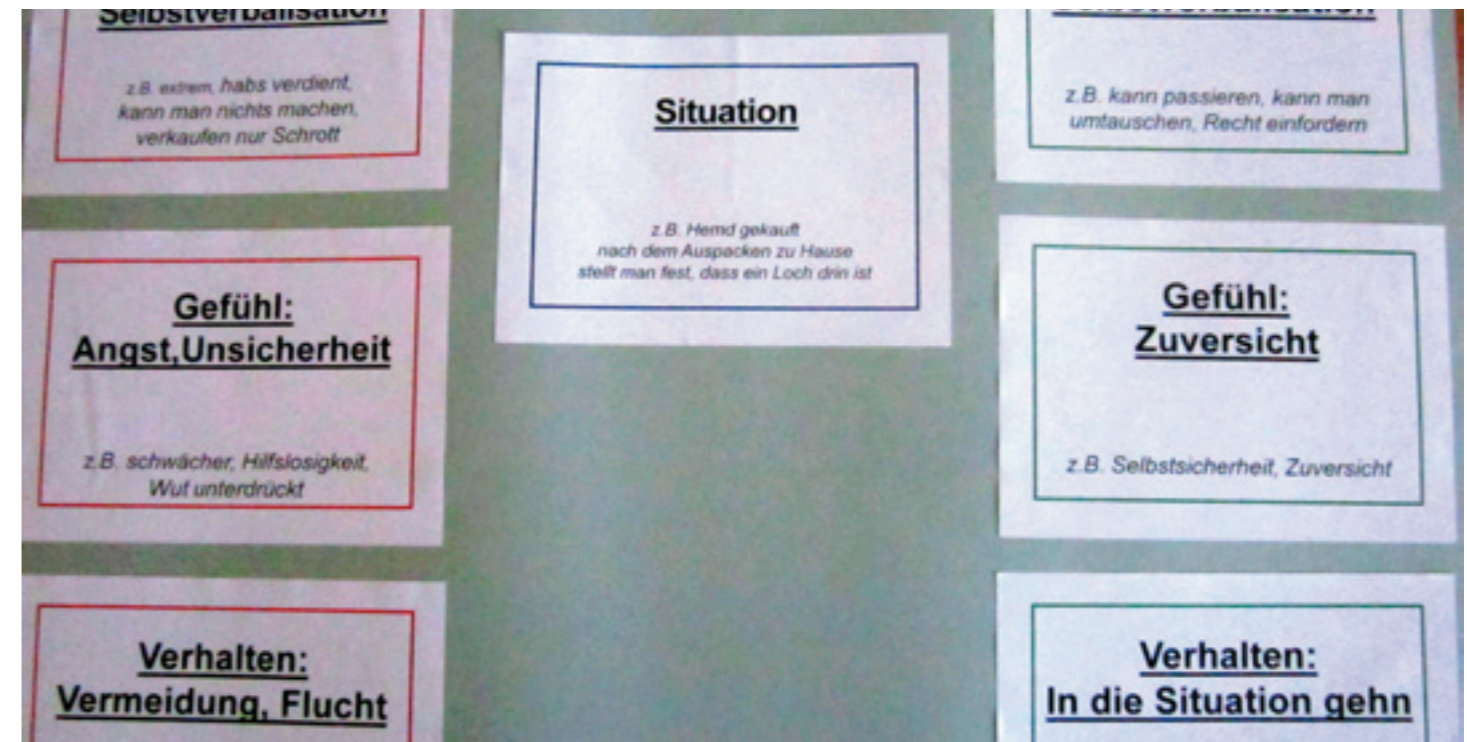 Selbstverbalisation
z.B. extrem, habs verdient,
kann man nichts machen,
verkaufen nur Schrott
Gefühl:
Angst,Unsicherheit
z.B. schwächer, Hilfslosigkeit,
Wut unterdrückt
Verhalten:
Vermeidung, Flucht
Situation
z.B. Hemd gekauft
nach dem Auspacken zu Hause
stellt man fest, dass ein Loch drin ist
Selbstverbalisation
z.B. kann passieren, kann man
umtauschen, Recht einfordern
Gefühl:
Zuversicht
z.B. Selbstsicherheit, Zuversicht
Verhalten:
In die Situation gehn